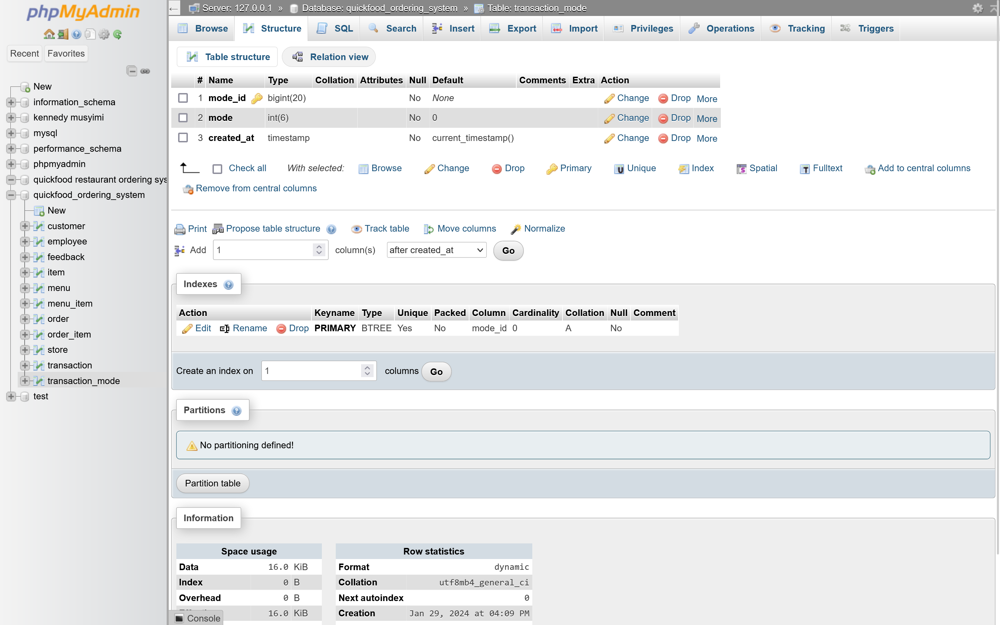 phpMyAdmin
Recent Favorites
New
information_schema
kennedy musyimi
mysql
performance_schema
phpmyadmin
quickfood restaurant ordering sys
quickfood_ordering_system
New
customer
employee
feedback
item
menu
menu_item
order
order_item
store
transaction
transaction_mode
test
Server: 127.0.0.1 » Database: quickfood_ordering_system » Table: transaction_mode
Browse Structure SQL Search Insert Export Import Privileges Operations Tracking Triggers
Table structure Relation view
# Name Type Collation Attributes Null Default Comments Extra Action
1 mode_id bigint(20) No None Change Drop More
2 mode int(6) No 0 Change Drop More
3 created_at timestamp No current_timestamp() Change Drop More
Check all With selected: Browse Change Drop Primary Unique Index Spatial Fulltext Add to central columns
Remove from central columns
Print Propose table structure Track table Move columns Normalize
Add 1 column(s) after created_at Go
Indexes
Action Keyname Type Unique Packed Column Cardinality Collation Null Comment
Edit Rename Drop PRIMARY BTREE Yes No mode_id 0 A No
Create an index on 1 columns Go
Partitions
No partitioning defined!
Partition table
Information
Space usage
Data 16.0 KiB
Index 0 B
Overhead 0 B
16.0 KiB
Row statistics
Format dynamic
Collation utf8mb4_general_ci
Next autoindex 0
Creation Jan 29, 2024 at 04:09 PM
Console